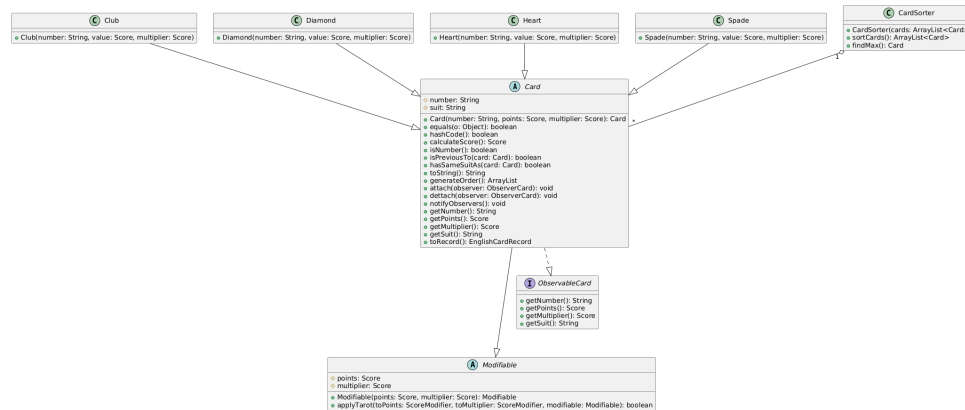 C Club
+ Club(number: String, value: Score, multiplier: Score)
C Diamond
+ Diamond(number: String, value: Score, multiplier: Score)
C Heart
+ Heart(number: String, value: Score, multiplier: Score)
C Spade
+ Spade(number: String, value: Score, multiplier: Score)
C CardSorter
CardSorter(cards: ArrayList<Card
sortCards(): ArrayList<Card>
findMax(): Card
1
*
A Card
number: String
suit: String
Card(number: String, points: Score, multiplier: Score): Card
equals(o: Object): boolean
hashCode(): boolean
calculateScore(): Score
isNumber(): boolean
isPreviousTo(card: Card): boolean
hasSameSuitAs(card: Card): boolean
toString(): String
generateOrder(): ArrayList
attach(observer: ObserverCard): void
dettach(observer: ObserverCard): void
notifyObservers(): void
getNumber(): String
getPoints(): Score
getMultiplier(): Score
getSuit(): String
toRecord(): EnglishCardRecord
I ObservableCard
getNumber(): String
getPoints(): Score
getMultiplier(): Score
getSuit(): String
A Modifiable
points: Score
multiplier: Score
Modifiable(points: Score, multiplier: Score): Modifiable
applyTarot(toPoints: ScoreModifier, toMultiplier: ScoreModifier, modifiable: Modifiable): boolean